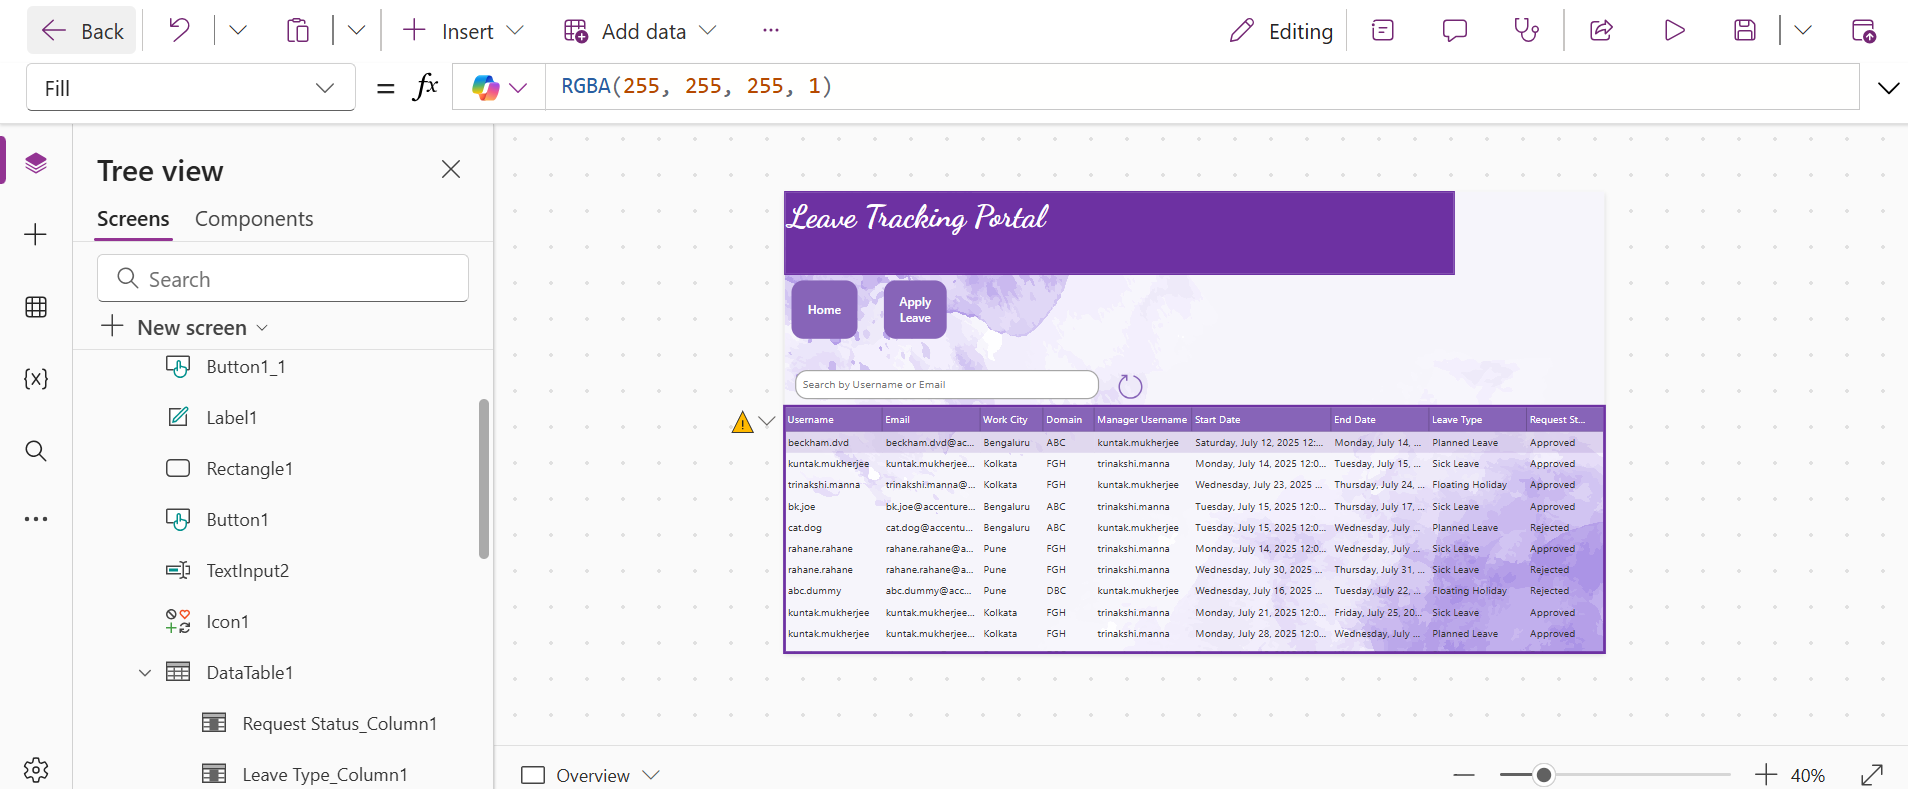 Back
Insert
Add data
Editing
Fill
= fx
RGBA(255, 255, 255, 1)
Tree view
Screens
Components
Search
New screen
Button1_1
Label1
Rectangle1
Button1
TextInput2
Icon1
DataTable1
Request Status_Column1
Leave Type_Column1
Leave Tracking Portal
Home
Apply
Leave
Search by Username or Email
Username Email Work City Domain Manager Username Start Date End Date Leave Type Request St...
beckham.dvd beckham.dvd@ac... Bengaluru ABC kuntak.mukherjee Saturday, July 12, 2025 12:... Monday, July 14, ... Planned Leave Approved
kuntak.mukherjee kuntak.mukherjee... Kolkata FGH trinakshi.manna Monday, July 14, 2025 12:0... Tuesday, July 15, ... Sick Leave Approved
trinakshi.manna trinakshi.manna@... Kolkata FGH kuntak.mukherjee Wednesday, July 23, 2025 ... Thursday, July 24, ... Floating Holiday Approved
bk.joe bk.joe@accenture... Bengaluru ABC trinakshi.manna Tuesday, July 15, 2025 12:0... Thursday, July 17, ... Sick Leave Approved
cat.dog cat.dog@accentu... Bengaluru ABC kuntak.mukherjee Tuesday, July 15, 2025 12:0... Wednesday, July ... Planned Leave Rejected
rahane.rahane rahane.rahane@a... Pune FGH trinakshi.manna Monday, July 14, 2025 12:0... Wednesday, July ... Sick Leave Approved
rahane.rahane rahane.rahane@a... Pune FGH trinakshi.manna Wednesday, July 30, 2025 ... Thursday, July 31, ... Sick Leave Rejected
abc.dummy abc.dummy@acc... Pune DBC kuntak.mukherjee Wednesday, July 16, 2025 ... Tuesday, July 22, ... Floating Holiday Rejected
kuntak.mukherjee kuntak.mukherjee... Kolkata FGH trinakshi.manna Monday, July 21, 2025 12:0... Friday, July 25, 20... Sick Leave Approved
kuntak.mukherjee kuntak.mukherjee... Kolkata FGH trinakshi.manna Monday, July 28, 2025 12:0... Wednesday, July ... Planned Leave Approved
Overview
40%